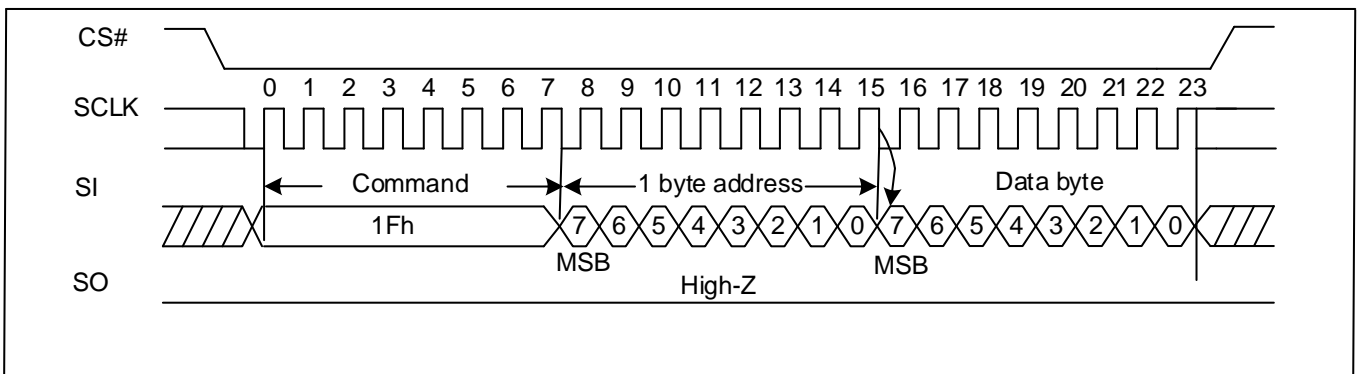 CS#
0 1 2 3 4 5 6 7 8 9 10 11 12 13 14 15 16 17 18 19 20 21 22 23
SCLK
SI Command 1 byte address Data byte
1Fh 7 6 5 4 3 2 1 0 7 6 5 4 3 2 1 0
MSB MSB
SO High-Z